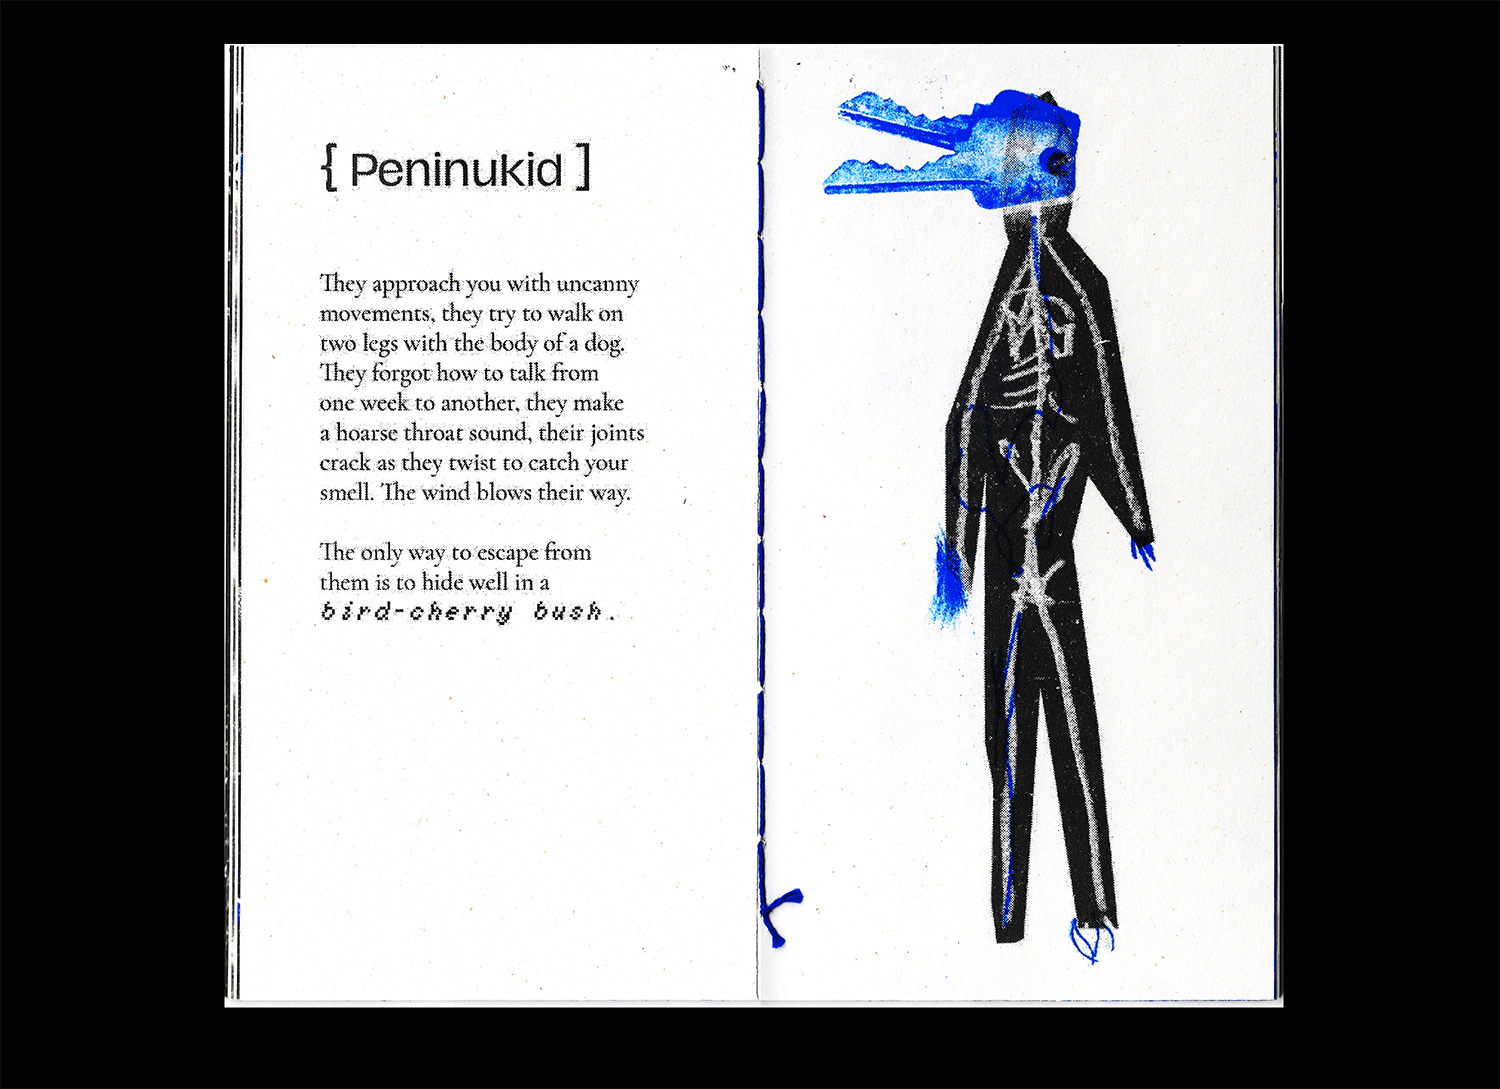 { Peninukid ]
They approach you with uncanny
movements, they try to walk on
two legs with the body of a dog.
They forgot how to talk from
one week to another, they make
a hoarse throat sound, their joints
crack as they twist to catch your
smell. The wind blows their way.
The only way to escape from
them is to hide well in a
bird-cherry bush.